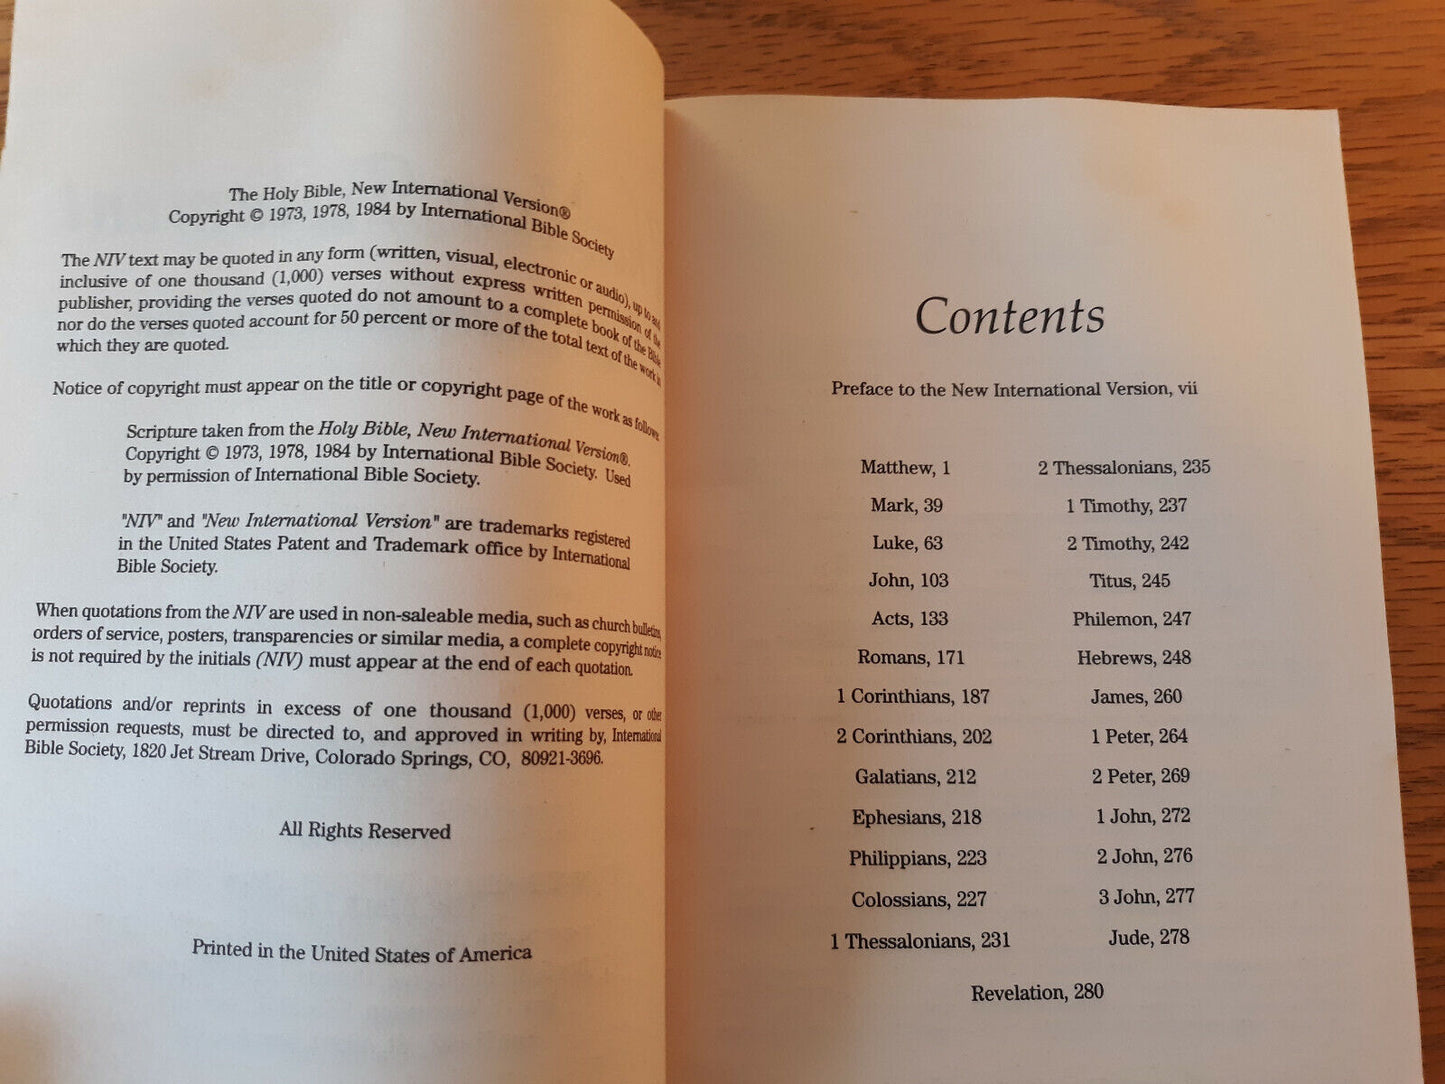 The Holy Bible, New International Version®
Copyright © 1973, 1978, 1984 by International Bible Society
The NIV text may be quoted in any form (written, visual, electronic or audio), up to and
inclusive of one thousand (1,000) verses without express written permission of the
publisher, providing the verses quoted do not amount to a complete book of the Bible
nor do the verses quoted account for 50 percent or more of the total text of the work in
which they are quoted.
Notice of copyright must appear on the title or copyright page of the work as follows:
Scripture taken from the Holy Bible, New International Version®.
Copyright © 1973, 1978, 1984 by International Bible Society. Used
by permission of International Bible Society.
"NIV" and "New International Version" are trademarks registered
in the United States Patent and Trademark office by International
Bible Society.
When quotations from the NIV are used in non-saleable media, such as church bulletins,
orders of service, posters, transparencies or similar media, a complete copyright notice
is not required by the initials (NIV) must appear at the end of each quotation.
Quotations and/or reprints in excess of one thousand (1,000) verses, or other
permission requests, must be directed to, and approved in writing by, International
Bible Society, 1820 Jet Stream Drive, Colorado Springs, CO, 80921-3696.
All Rights Reserved
Printed in the United States of America
Contents
Preface to the New International Version, vii
Matthew, 1
Mark, 39
Luke, 63
John, 103
Acts, 133
Romans, 171
1 Corinthians, 187
2 Corinthians, 202
Galatians, 212
Ephesians, 218
Philippians, 223
Colossians, 227
1 Thessalonians, 231
2 Thessalonians, 235
1 Timothy, 237
2 Timothy, 242
Titus, 245
Philemon, 247
Hebrews, 248
James, 260
1 Peter, 264
2 Peter, 269
1 John, 272
2 John, 276
3 John, 277
Jude, 278
Revelation, 280